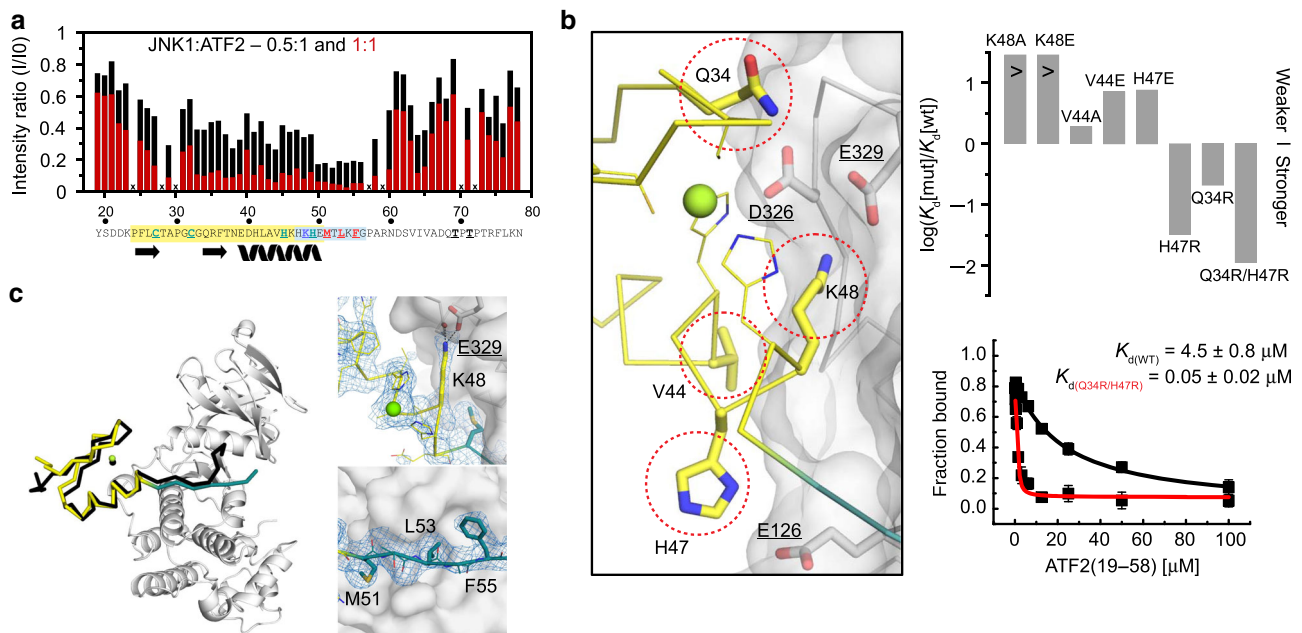 a
JNK1:ATF2 – 0.5:1 and 1:1
Intensity ratio (I/I0)
1
0.8
0.6
0.4
0.2
0
x x x x x x x
20 30 40 50 60 70 80
YSDDKPFLCTAPGCGQRFTNEDHLAVHKHKHEMTLKFGPARNDSVIVADQTPTPTRFLKN
b
Q34
E329
D326
K48
V44
H47
E126
K48A K48E
> >
V44A
V44E
H47E
H47R
Q34R
Q34R/H47R
log(Kd[mut]/Kd[wt])
1
0
−1
−2
Weaker | Stronger
Kd(WT) = 4.5 ± 0.8 µM
Kd(Q34R/H47R) = 0.05 ± 0.02 µM
Fraction bound
1.0
0.8
0.6
0.4
0.2
0.0
0 20 40 60 80 100
ATF2(19–58) [µM]
c
E329
K48
L53
M51
F55